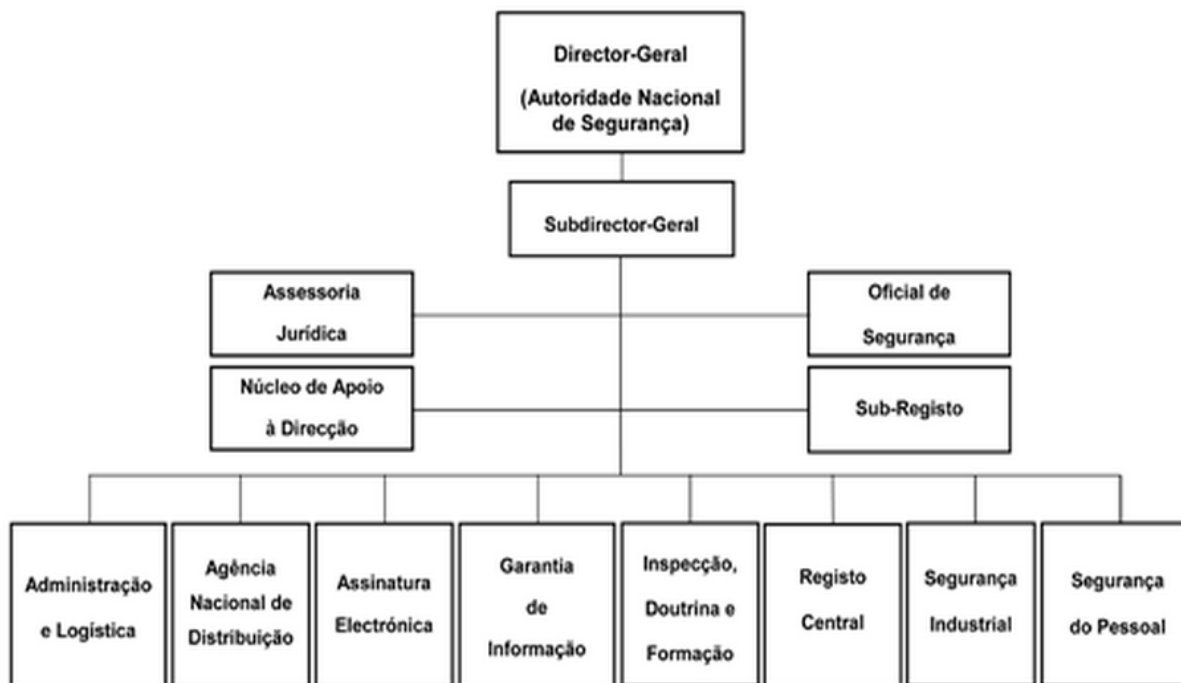 Director-Geral
(Autoridade Nacional
de Segurança)
Subdirector-Geral
Assessoria
Jurídica
Oficial de
Segurança
Núcleo de Apoio
à Direcção
Sub-Registo
Administração
e Logística
Agência
Nacional de
Distribuição
Assinatura
Electrónica
Garantia
de
Informação
Inspecção,
Doutrina e
Formação
Registo
Central
Segurança
Industrial
Segurança
do Pessoal